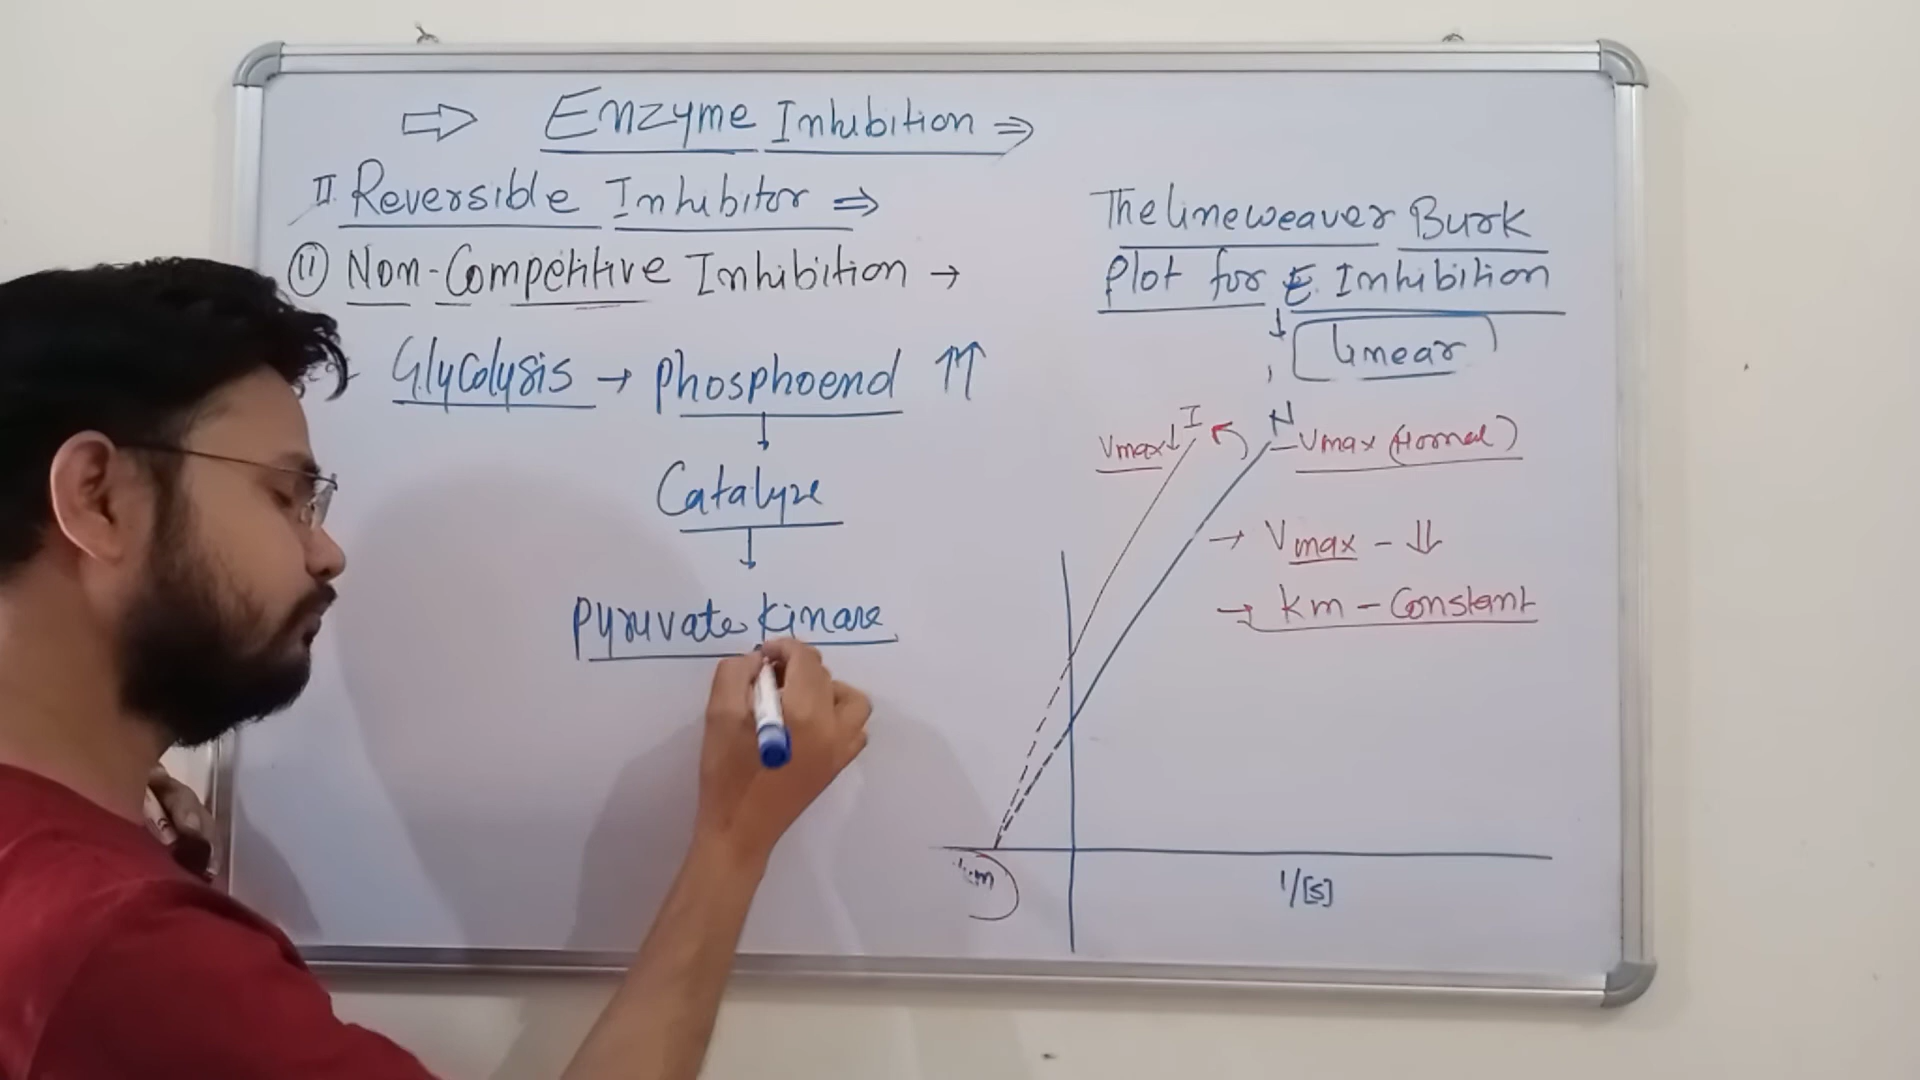 ⇒ Enzyme Inhibition ⇒
II. Reversible Inhibitor ⇒
(ii) Non-Competitive Inhibition →
Glycolysis → Phosphoenol ↑↑
↓
Catalyze
↓
Pyruvate Kinase
The lineweaver Burk
Plot for E. Inhibition
↓
linear
Vmax↓ I N Vmax (Normal)
→ Vmax - ⇓
→ Km - Constant
1/[S]